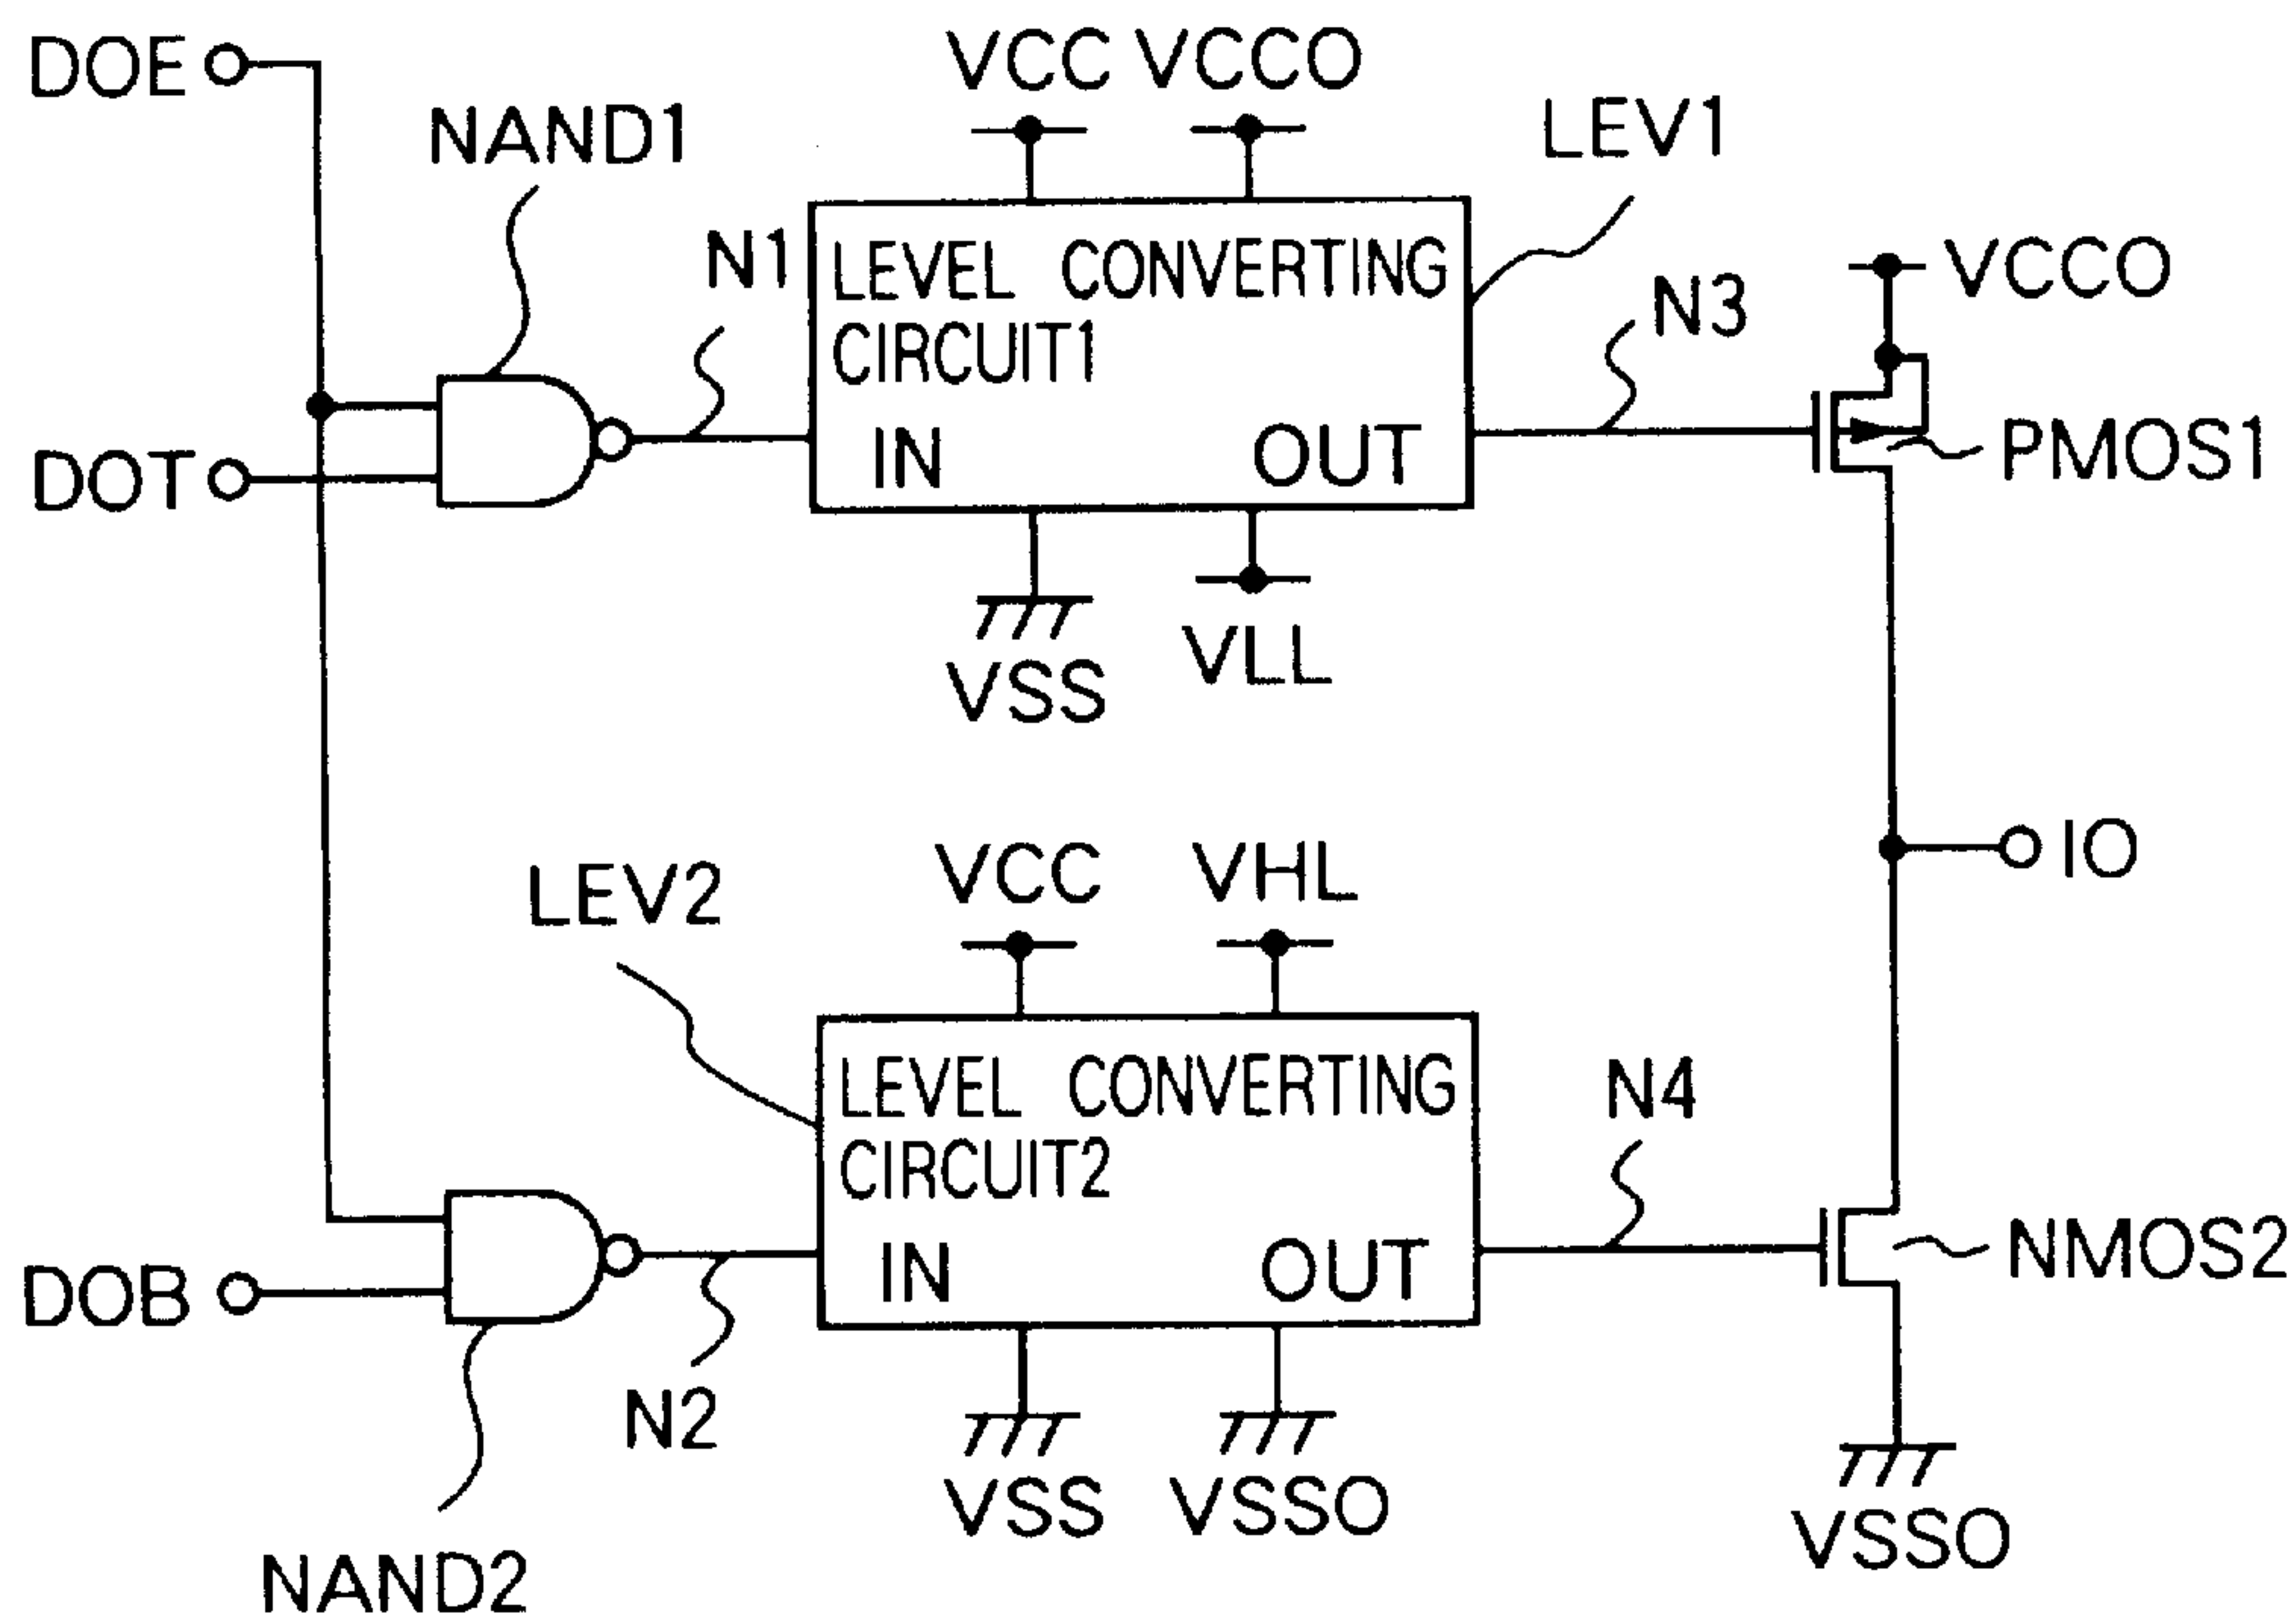 DOE
VCC
VCCO
NAND1
LEV1
N1
LEVEL CONVERTING
CIRCUIT1
N3
VCCO
DOT
IN
OUT
PMOS1
VSS
VLL
LEV2
VCC
VHL
IO
LEVEL CONVERTING
CIRCUIT2
N4
DOB
IN
OUT
NMOS2
N2
VSS
VSSO
VSSO
NAND2